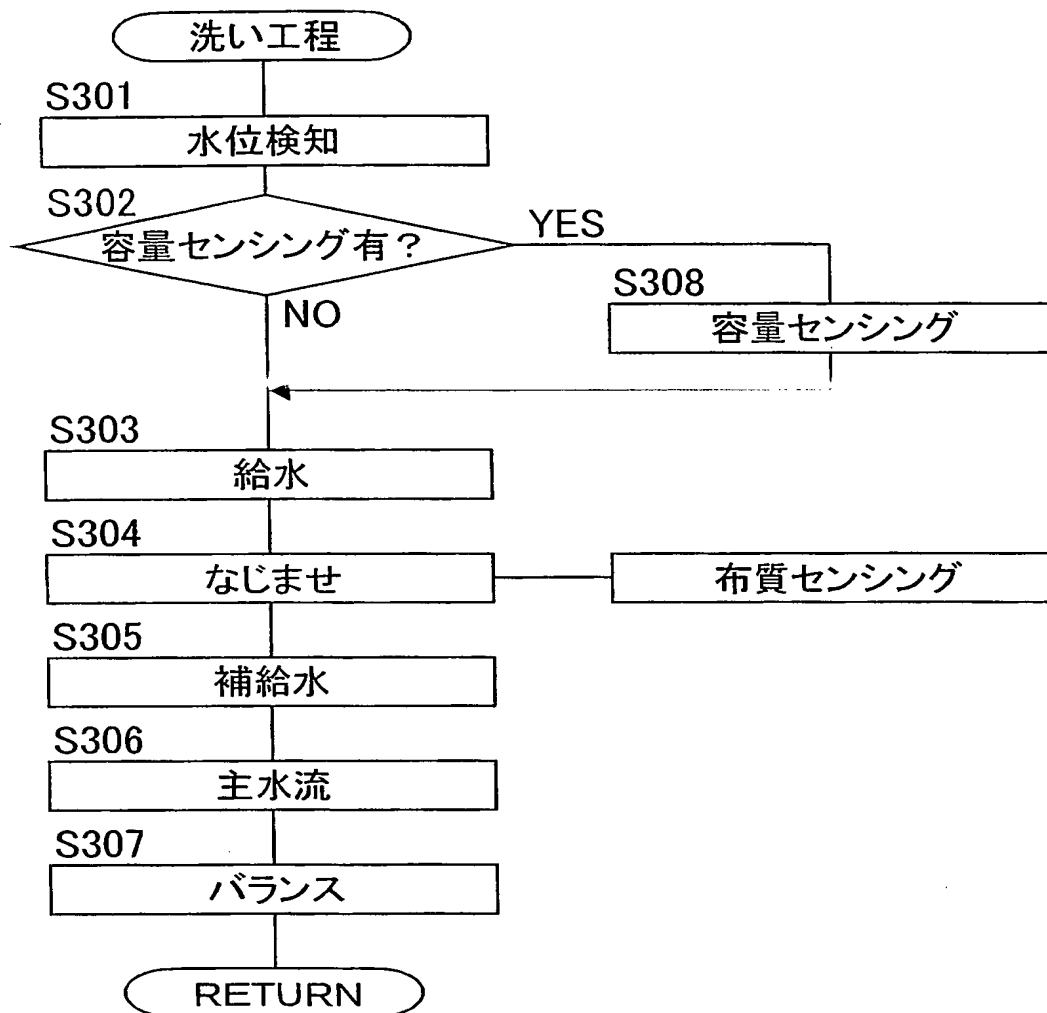 洗い工程
S301
水位検知
S302
容量センシング有？
YES
NO
S308
容量センシング
S303
給水
S304
なじませ
布質センシング
S305
補給水
S306
主水流
S307
バランス
RETURN